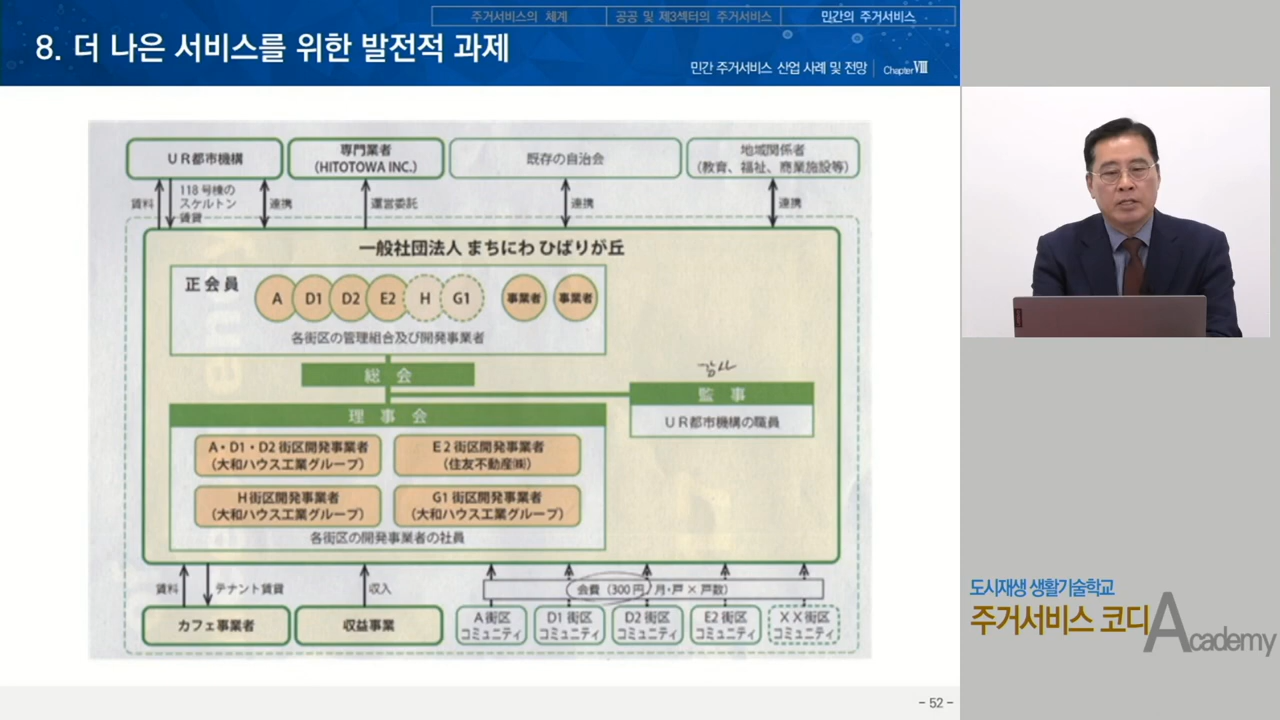 주거서비스의 체계
공공 및 제3섹터의 주거서비스
민간의 주거서비스
8. 더 나은 서비스를 위한 발전적 과제
민간 주거서비스 산업 사례 및 전망
Chapter Ⅷ
UR都市機構
専門業者
(HITOTOWA INC.)
既存の自治会
地域関係者
(教育、福祉、商業施設等)
賃料
118号棟の
スケルトン
賃貸
連携
運営委託
連携
連携
一般社団法人 まちにわ ひばりが丘
正会員
A
D1
D2
E2
H
G1
事業者
事業者
各街区の管理組合及び開発事業者
総会
감사
監事
UR都市機構の職員
理事会
A・D1・D2 街区開発事業者
(大和ハウス工業グループ)
E2 街区開発事業者
(住友不動産㈱)
H街区開発事業者
(大和ハウス工業グループ)
G1 街区開発事業者
(大和ハウス工業グループ)
各街区の開発事業者の社員
賃料
テナント賃貸
収入
会費 (300円/月・戸×戸数)
カフェ事業者
収益事業
A街区
コミュニティ
D1 街区
コミュニティ
D2街区
コミュニティ
E2 街区
コミュニティ
XX街区
コミュニティ
- 52 -
Lenovo
도시재생 생활기술학교
주거서비스 코디
Academy